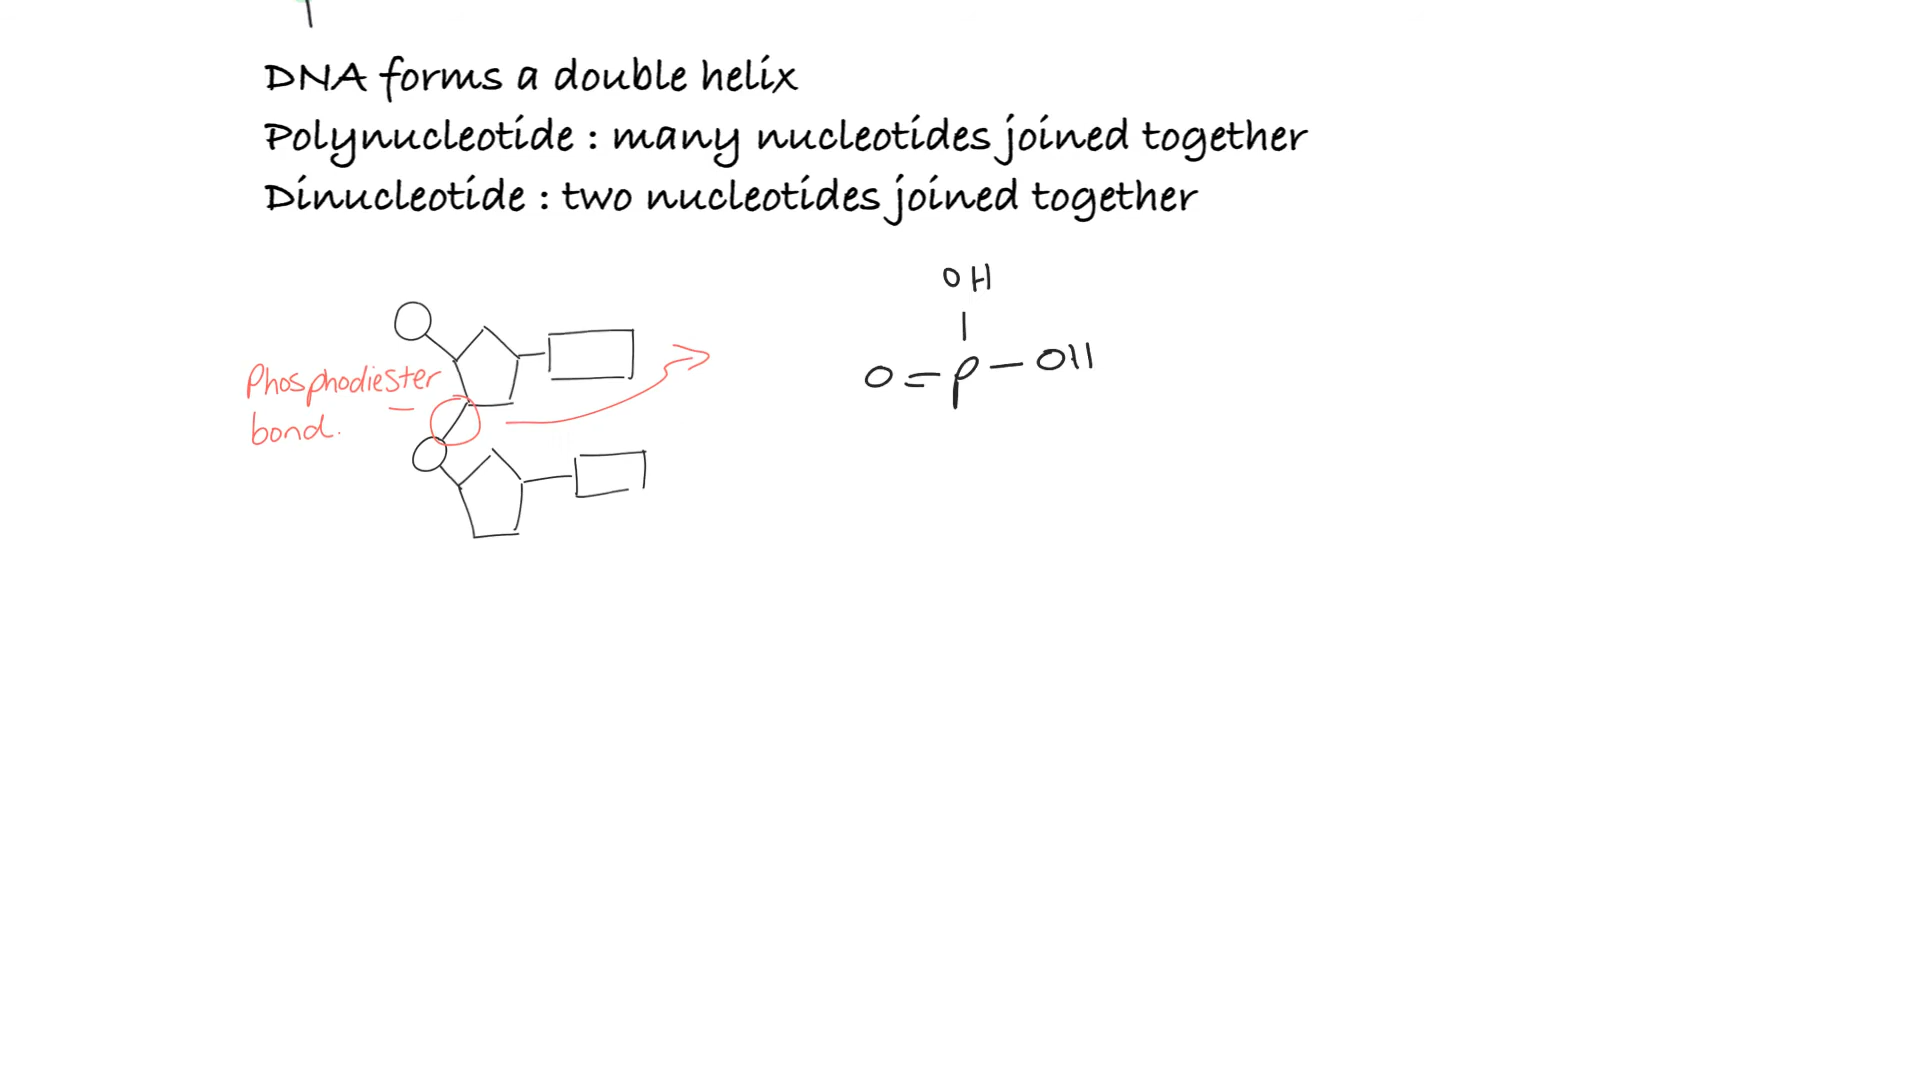 DNA forms a double helix
Polynucleotide : many nucleotides joined together
Dinucleotide : two nucleotides joined together
OH
O=P-OH
Phosphodiester
bond.